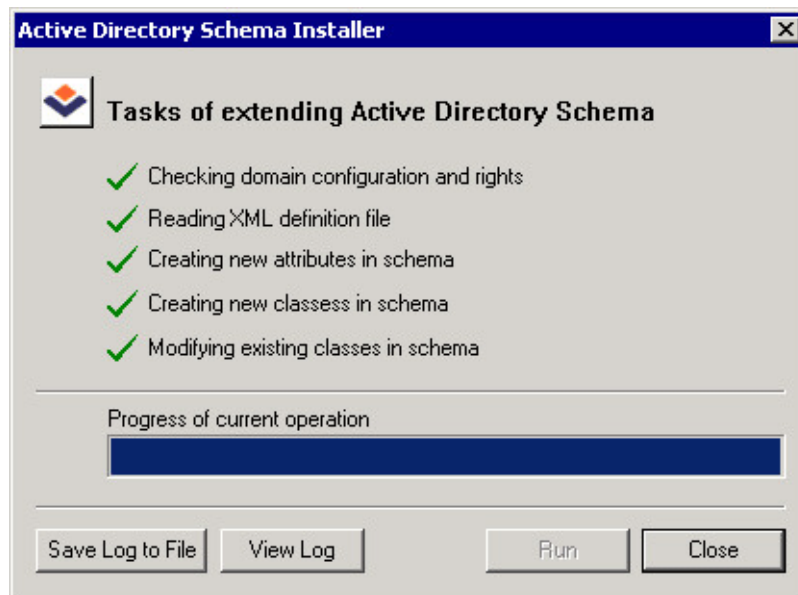 Active Directory Schema Installer
Tasks of extending Active Directory Schema
Checking domain configuration and rights
Reading XML definition file
Creating new attributes in schema
Creating new classess in schema
Modifying existing classes in schema
Progress of current operation
Save Log to File View Log Run Close